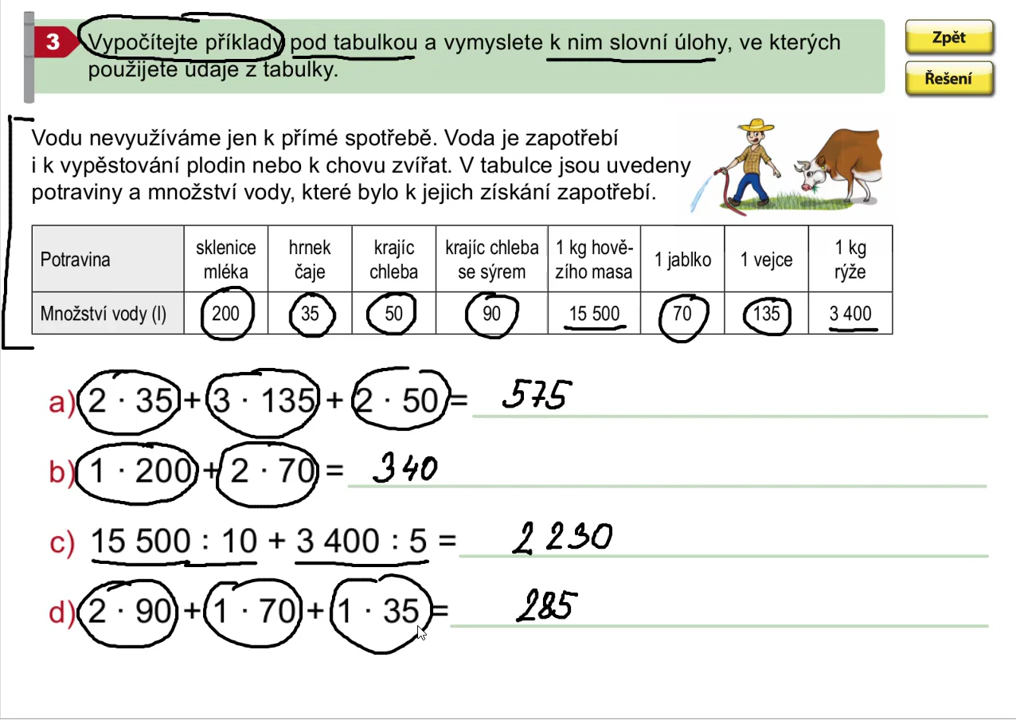 3 Vypočítejte příklady pod tabulkou a vymyslete k nim slovní úlohy, ve kterých
použijete údaje z tabulky.
Zpět
Řešení
Vodu nevyužíváme jen k přímé spotřebě. Voda je zapotřebí
i k vypěstování plodin nebo k chovu zvířat. V tabulce jsou uvedeny
potraviny a množství vody, které bylo k jejich získání zapotřebí.
Potravina sklenice mléka hrnek čaje krajíc chleba krajíc chleba se sýrem 1 kg hově-zího masa 1 jablko 1 vejce 1 kg rýže
Množství vody (l) 200 35 50 90 15 500 70 135 3 400
a) 2 · 35 + 3 · 135 + 2 · 50 = 575
b) 1 · 200 + 2 · 70 = 340
c) 15 500 : 10 + 3 400 : 5 = 2 230
d) 2 · 90 + 1 · 70 + 1 · 35 = 285